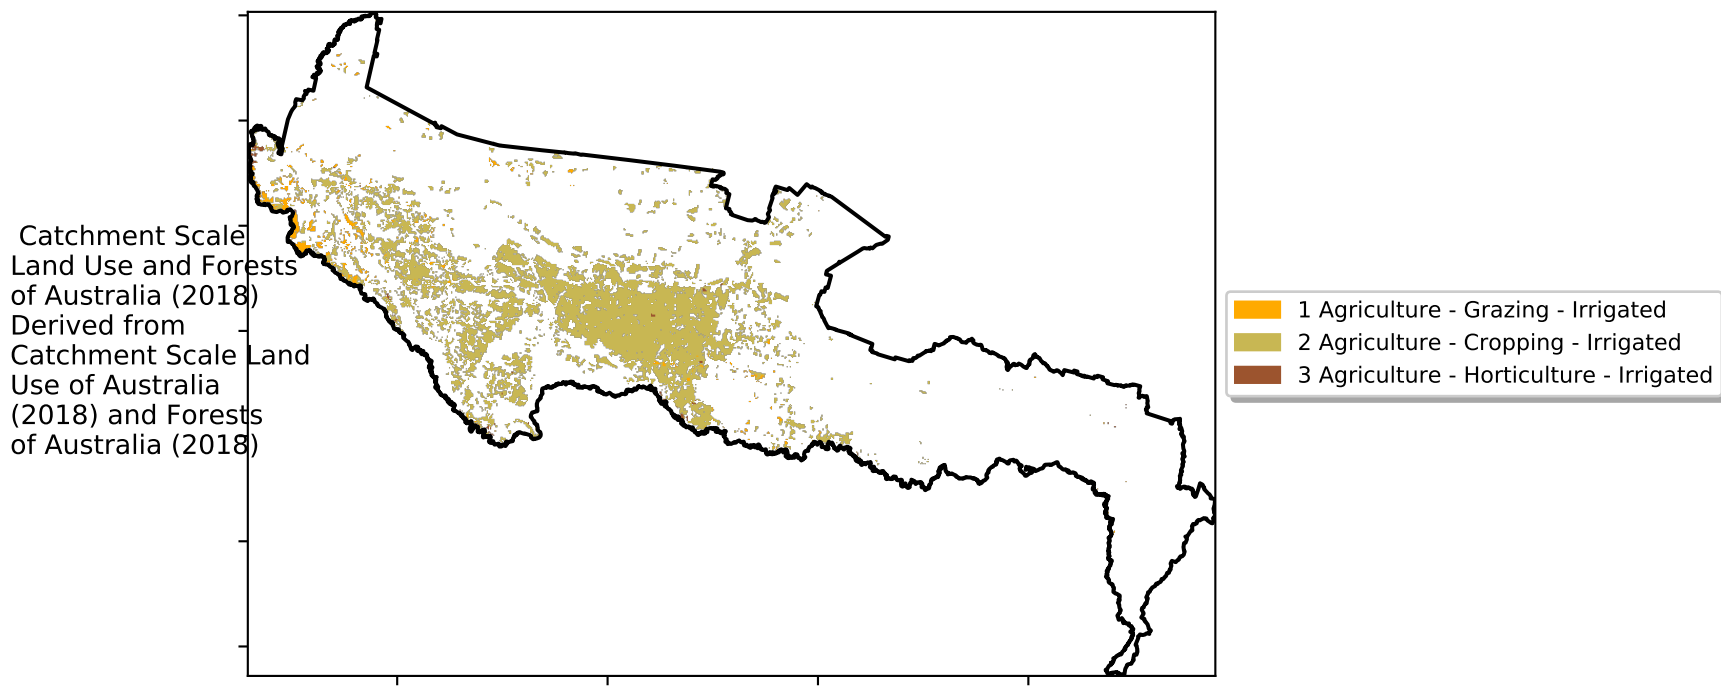 Catchment Scale
Land Use and Forests
of Australia (2018)
Derived from
Catchment Scale Land
Use of Australia
(2018) and Forests
of Australia (2018)
1 Agriculture - Grazing - Irrigated
2 Agriculture - Cropping - Irrigated
3 Agriculture - Horticulture - Irrigated